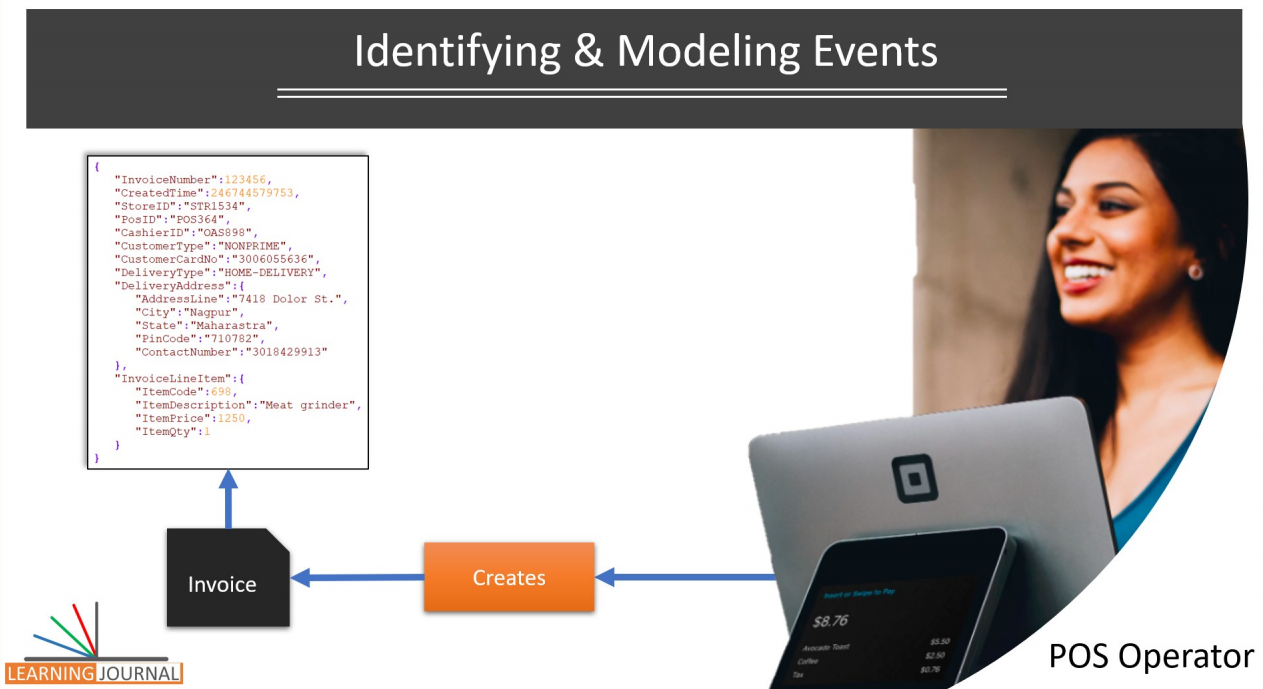 Identifying & Modeling Events
{
"InvoiceNumber":123456,
"CreatedTime":246744579753,
"StoreID":"STR1534",
"PosID":"POS364",
"CashierID":"OAS898",
"CustomerType":"NONPRIME",
"CustomerCardNo":"3006055636",
"DeliveryType":"HOME-DELIVERY",
"DeliveryAddress":{
"AddressLine":"7418 Dolor St.",
"City":"Nagpur",
"State":"Maharastra",
"PinCode":"710782",
"ContactNumber":"3018429913"
},
"InvoiceLineItem":{
"ItemCode":698,
"ItemDescription":"Meat grinder",
"ItemPrice":1250,
"ItemQty":1
}
}
Invoice
Creates
Insert or Swipe to Pay
$8.76
Avocado Toast $5.50
Coffee $2.50
Tax $0.76
POS Operator
LEARNING JOURNAL